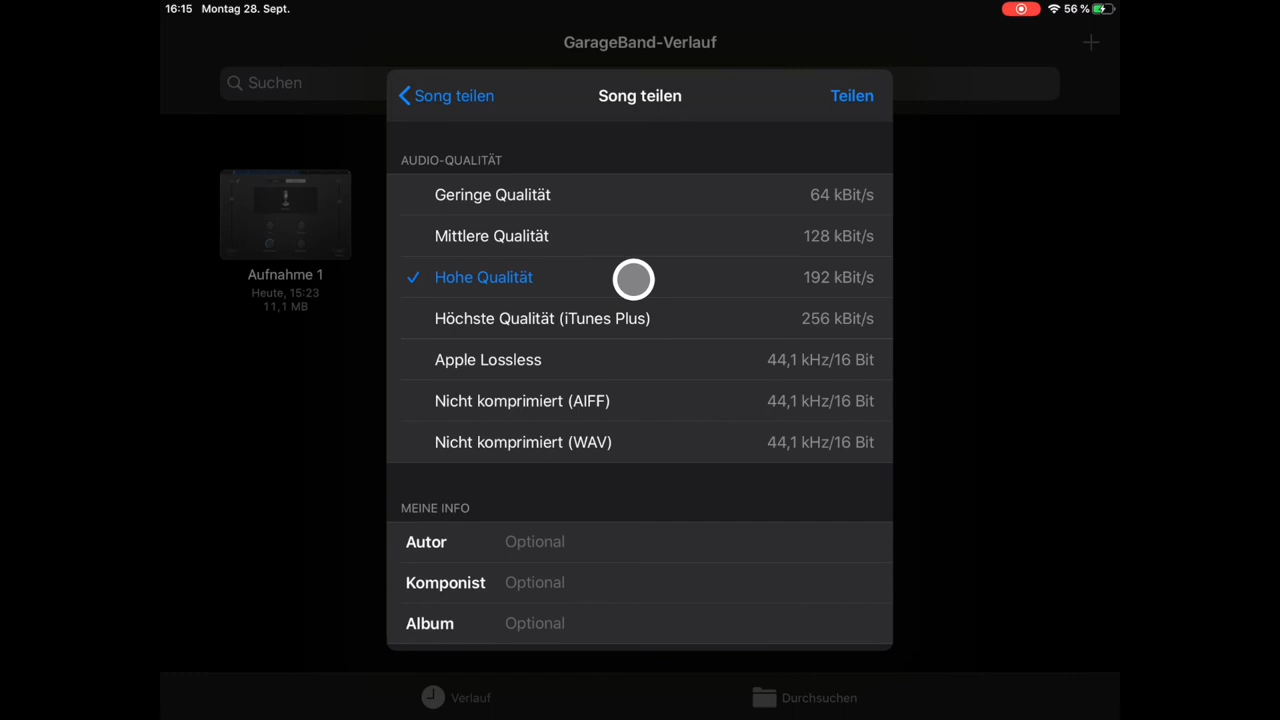 16:15 Montag 28. Sept.
56 %
GarageBand-Verlauf
Suchen
Song teilen
Song teilen
Teilen
AUDIO-QUALITÄT
Geringe Qualität 64 kBit/s
Mittlere Qualität 128 kBit/s
Hohe Qualität 192 kBit/s
Höchste Qualität (iTunes Plus) 256 kBit/s
Apple Lossless 44,1 kHz/16 Bit
Nicht komprimiert (AIFF) 44,1 kHz/16 Bit
Nicht komprimiert (WAV) 44,1 kHz/16 Bit
Aufnahme 1
Heute, 15:23
11,1 MB
MEINE INFO
Autor Optional
Komponist Optional
Album Optional
Verlauf
Durchsuchen